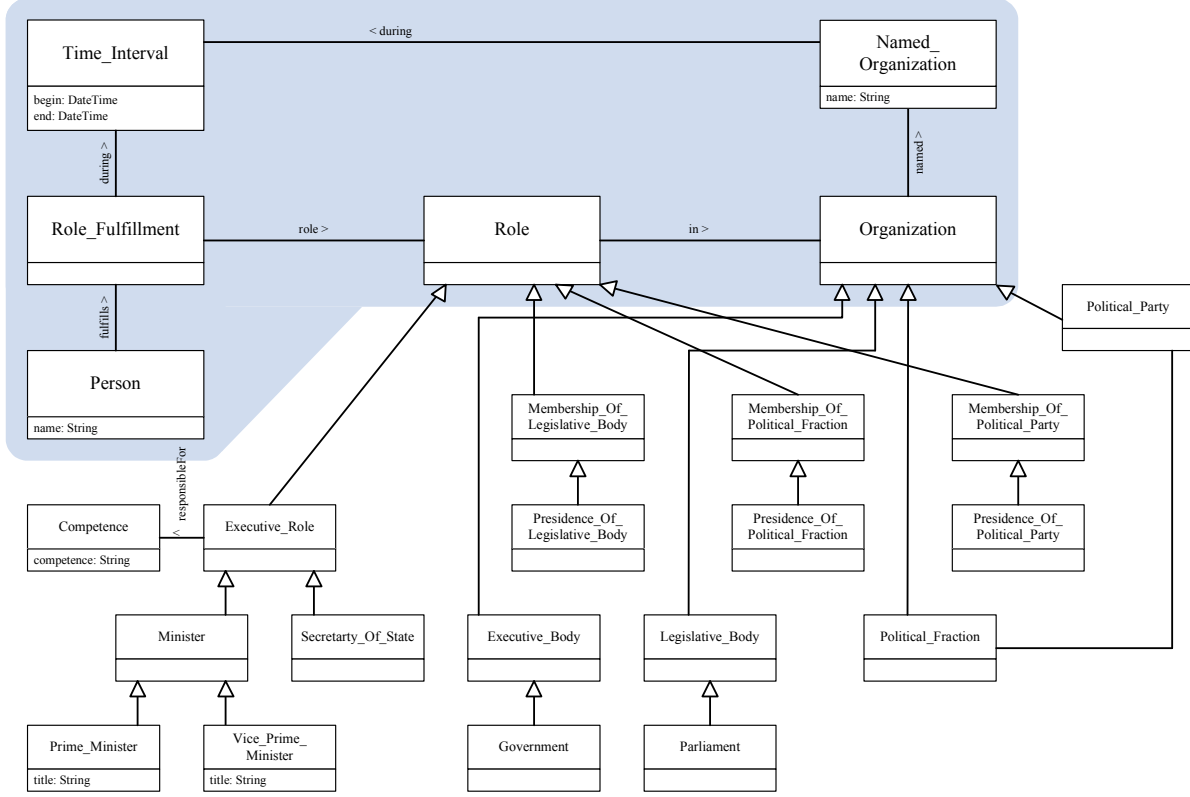 < during
Time_Interval
Named_
Organization
begin: DateTime
end: DateTime
name: String
during >
named >
Role_Fulfillment
role >
Role
in >
Organization
fulfills >
Political_Party
Person
name: String
Membership_Of_
Legislative_Body
Membership_Of_
Political_Fraction
Membership_Of_
Political_Party
< responsibleFor
Competence
competence: String
Executive_Role
Presidence_Of_
Legislative_Body
Presidence_Of_
Political_Fraction
Presidence_Of_
Political_Party
Minister
Secretarty_Of_State
Executive_Body
Legislative_Body
Political_Fraction
Prime_Minister
title: String
Vice_Prime_
Minister
title: String
Government
Parliament